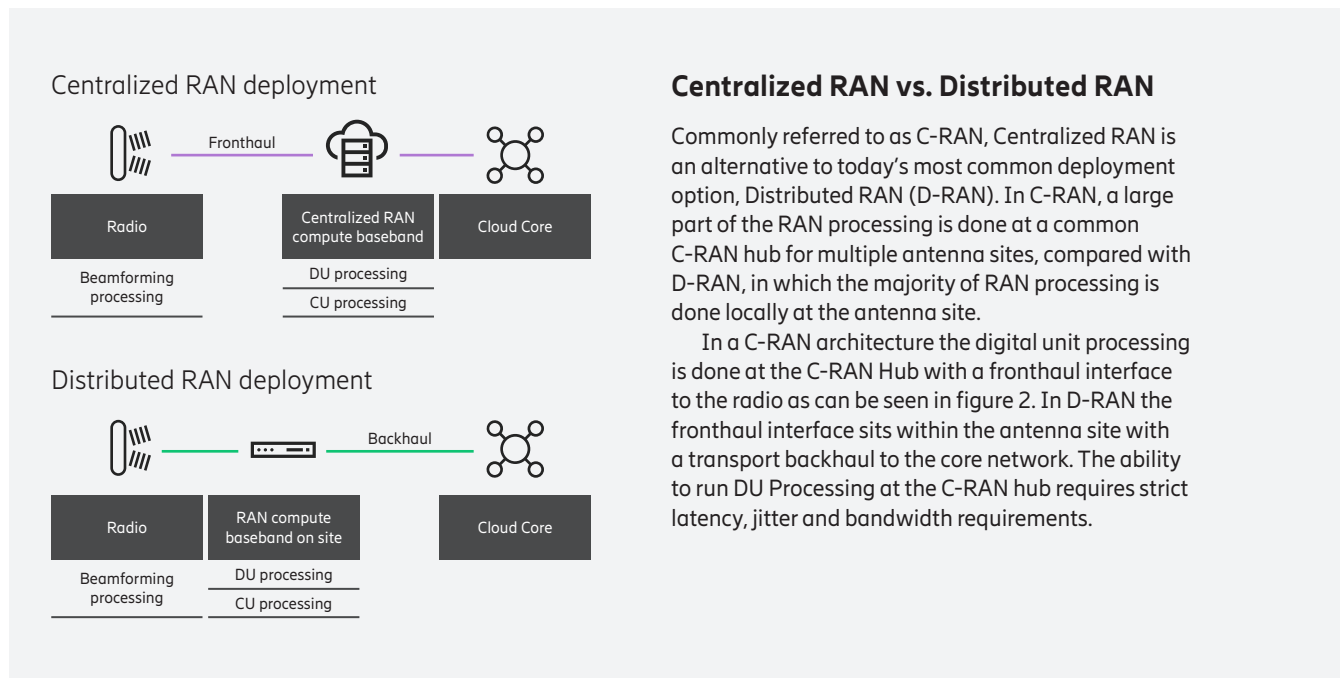 Centralized RAN deployment
Fronthaul
Radio
Centralized RAN
compute baseband
Cloud Core
Beamforming
processing
DU processing
CU processing
Distributed RAN deployment
Backhaul
Radio
RAN compute
baseband on site
Cloud Core
Beamforming
processing
DU processing
CU processing
Centralized RAN vs. Distributed RAN
Commonly referred to as C-RAN, Centralized RAN is
an alternative to today's most common deployment
option, Distributed RAN (D-RAN). In C-RAN, a large
part of the RAN processing is done at a common
C-RAN hub for multiple antenna sites, compared with
D-RAN, in which the majority of RAN processing is
done locally at the antenna site.
In a C-RAN architecture the digital unit processing
is done at the C-RAN Hub with a fronthaul interface
to the radio as can be seen in figure 2. In D-RAN the
fronthaul interface sits within the antenna site with
a transport backhaul to the core network. The ability
to run DU Processing at the C-RAN hub requires strict
latency, jitter and bandwidth requirements.